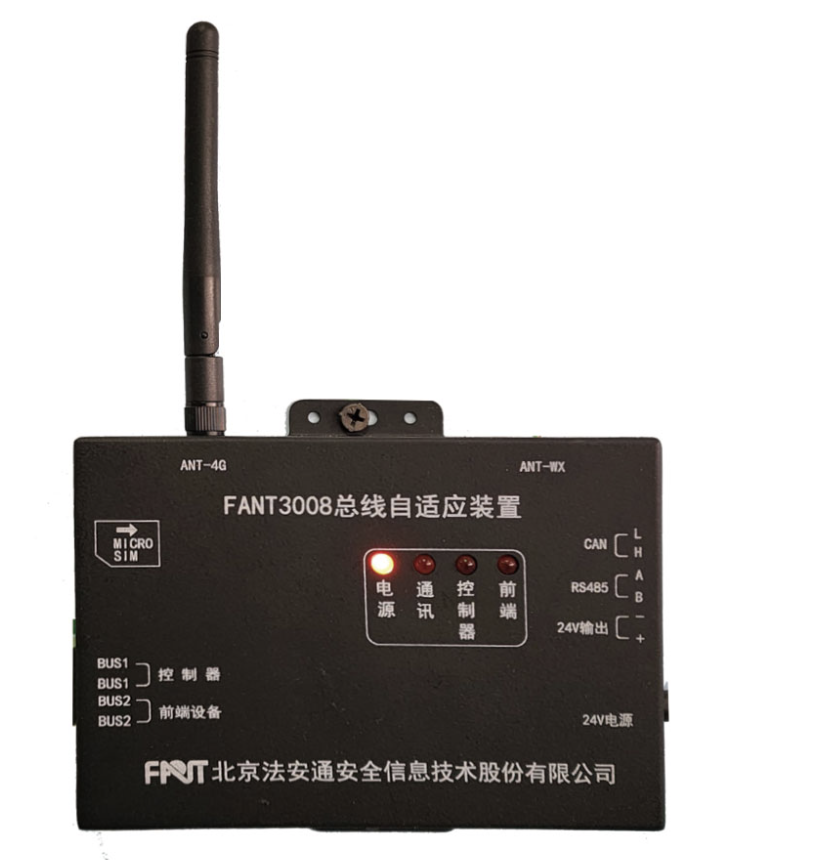 ANT-4G
ANT-WX
FANT3008总线自适应装置
MICRO
SIM
电源
通讯
控制器
前端
CAN
L
H
RS485
A
B
24V输出
-
+
BUS1
BUS1
控制器
BUS2
BUS2
前端设备
24V电源
FANT 北京法安通安全信息技术股份有限公司